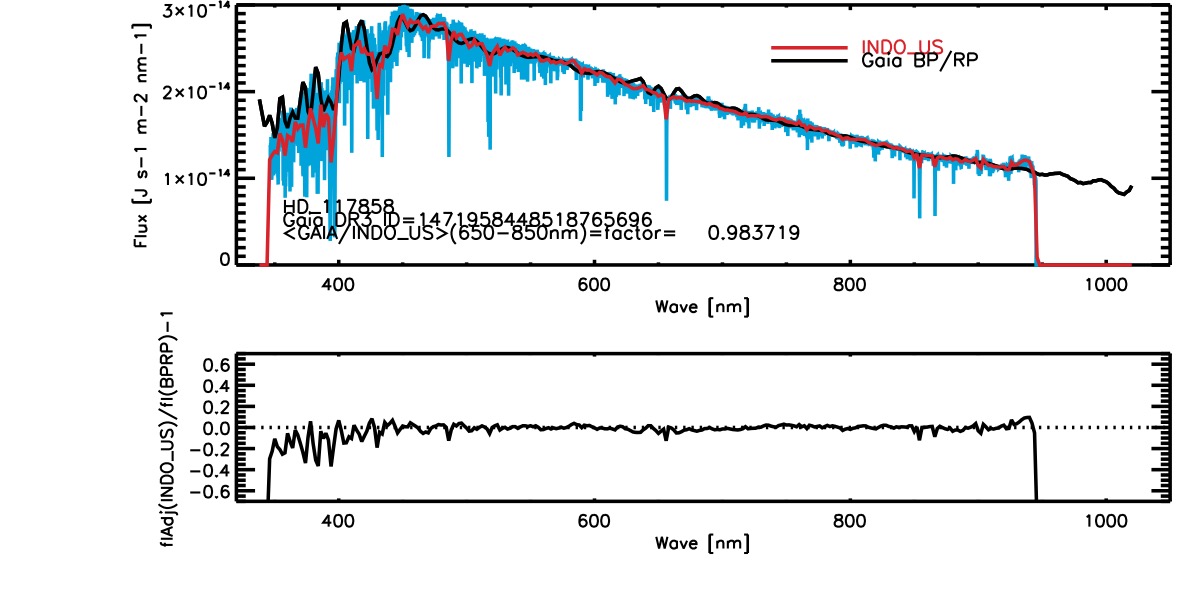 3×10−14
2×10−14
1×10−14
0
Flux [J s−1 m−2 nm−1]
INDO_US
Gaia BP/RP
HD_117858
Gaia DR3 ID=1471958448518765696
<GAIA/INDO_US>(650−850nm)=factor= 0.983719
400 600 800 1000
Wave [nm]
flAdj(INDO_US)/fl(BPRP)−1
0.6
0.4
0.2
0.0
−0.2
−0.4
−0.6
400 600 800 1000
Wave [nm]